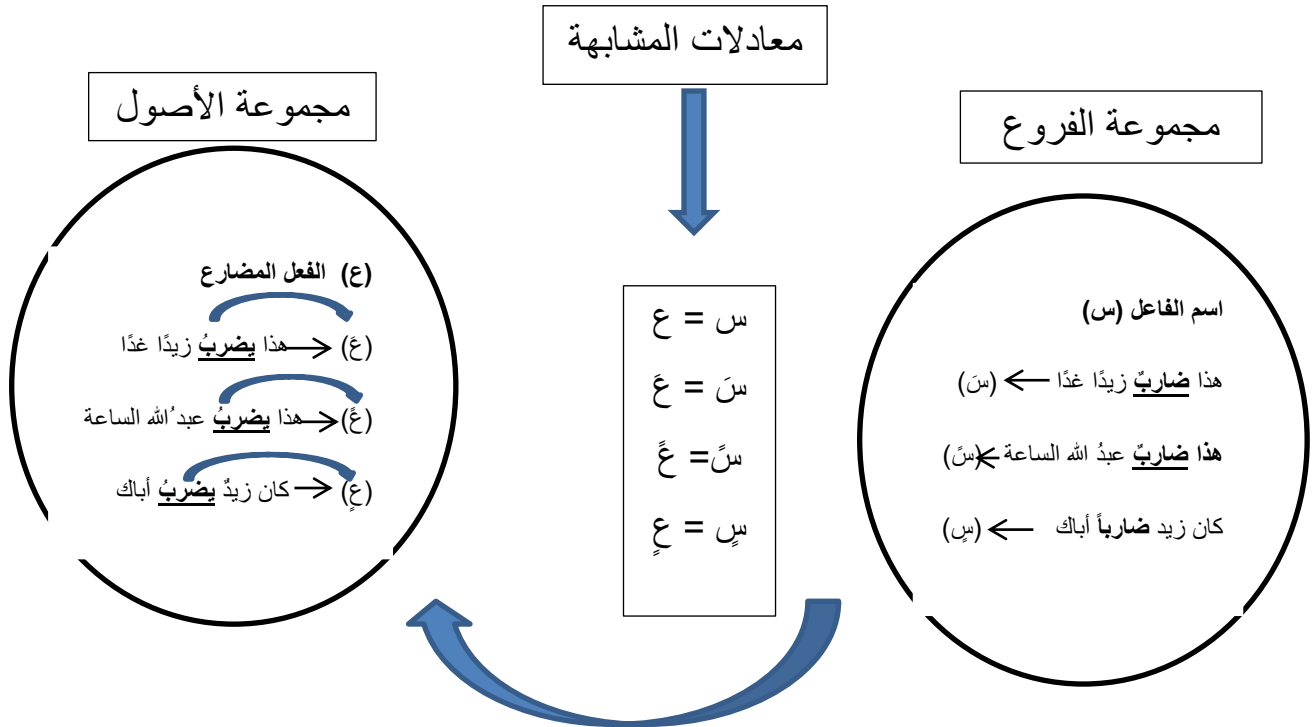 معادلات المشابهة
مجموعة الفروع
مجموعة الأصول
اسم الفاعل (س)
هذا ضاربٌ زيدًا غدًا ← (سَ)
هذا ضاربٌ عبدُ الله الساعة ← (سً)
كان زيد ضارباً أباك ← (سٍ)
س = ع
سَ = عَ
سً = عً
سٍ = عٍ
(ع) الفعل المضارع
(عَ) → هذا يضربُ زيدًا غدًا
(عً) → هذا يضربُ عبد ُالله الساعة
(عٍ) → كان زيدٌ يضربُ أباك